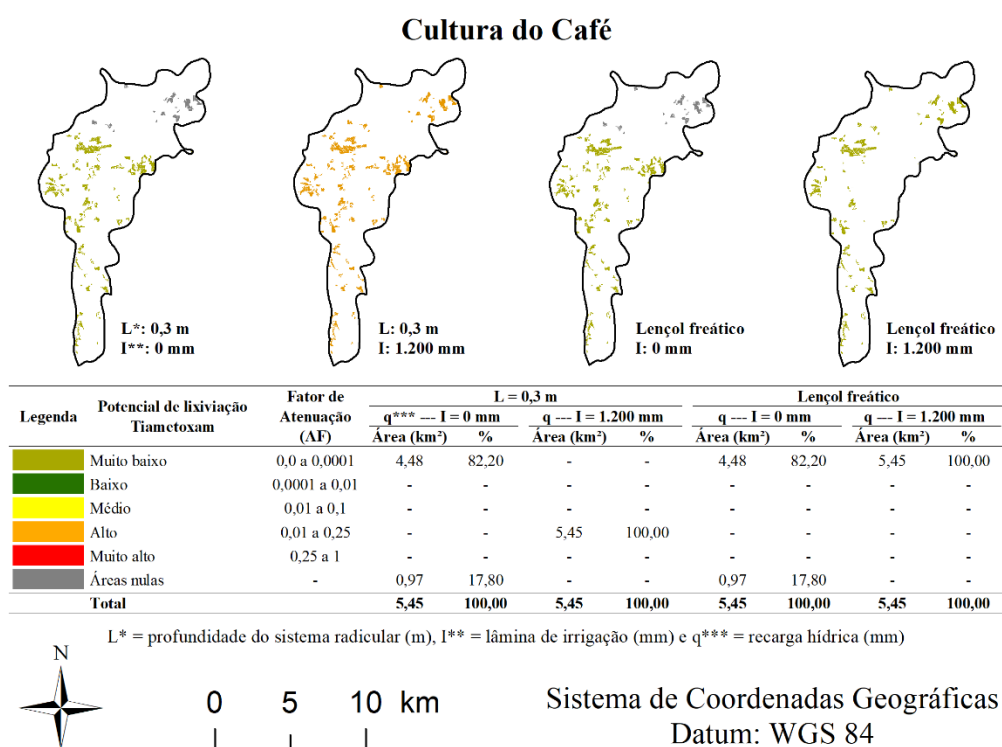 Cultura do Café
L*: 0,3 m
I**: 0 mm
L: 0,3 m
I: 1.200 mm
Lençol freático
I: 0 mm
Lençol freático
I: 1.200 mm
Legenda Potencial de lixiviação Tiametoxam Fator de Atenuação (AF) L = 0,3 m Lençol freático
q*** --- I = 0 mm q --- I = 1.200 mm q --- I = 0 mm q --- I = 1.200 mm
Área (km²) % Área (km²) % Área (km²) % Área (km²) %
Muito baixo 0,0 a 0,0001 4,48 82,20 - - 4,48 82,20 5,45 100,00
Baixo 0,0001 a 0,01 - - - - - - - -
Médio 0,01 a 0,1 - - - - - - - -
Alto 0,01 a 0,25 - - 5,45 100,00 - - - -
Muito alto 0,25 a 1 - - - - - - - -
Áreas nulas - 0,97 17,80 - - 0,97 17,80 - -
Total 5,45 100,00 5,45 100,00 5,45 100,00 5,45 100,00
L* = profundidade do sistema radicular (m), I** = lâmina de irrigação (mm) e q*** = recarga hídrica (mm)
N
0 5 10 km
Sistema de Coordenadas Geográficas
Datum: WGS 84